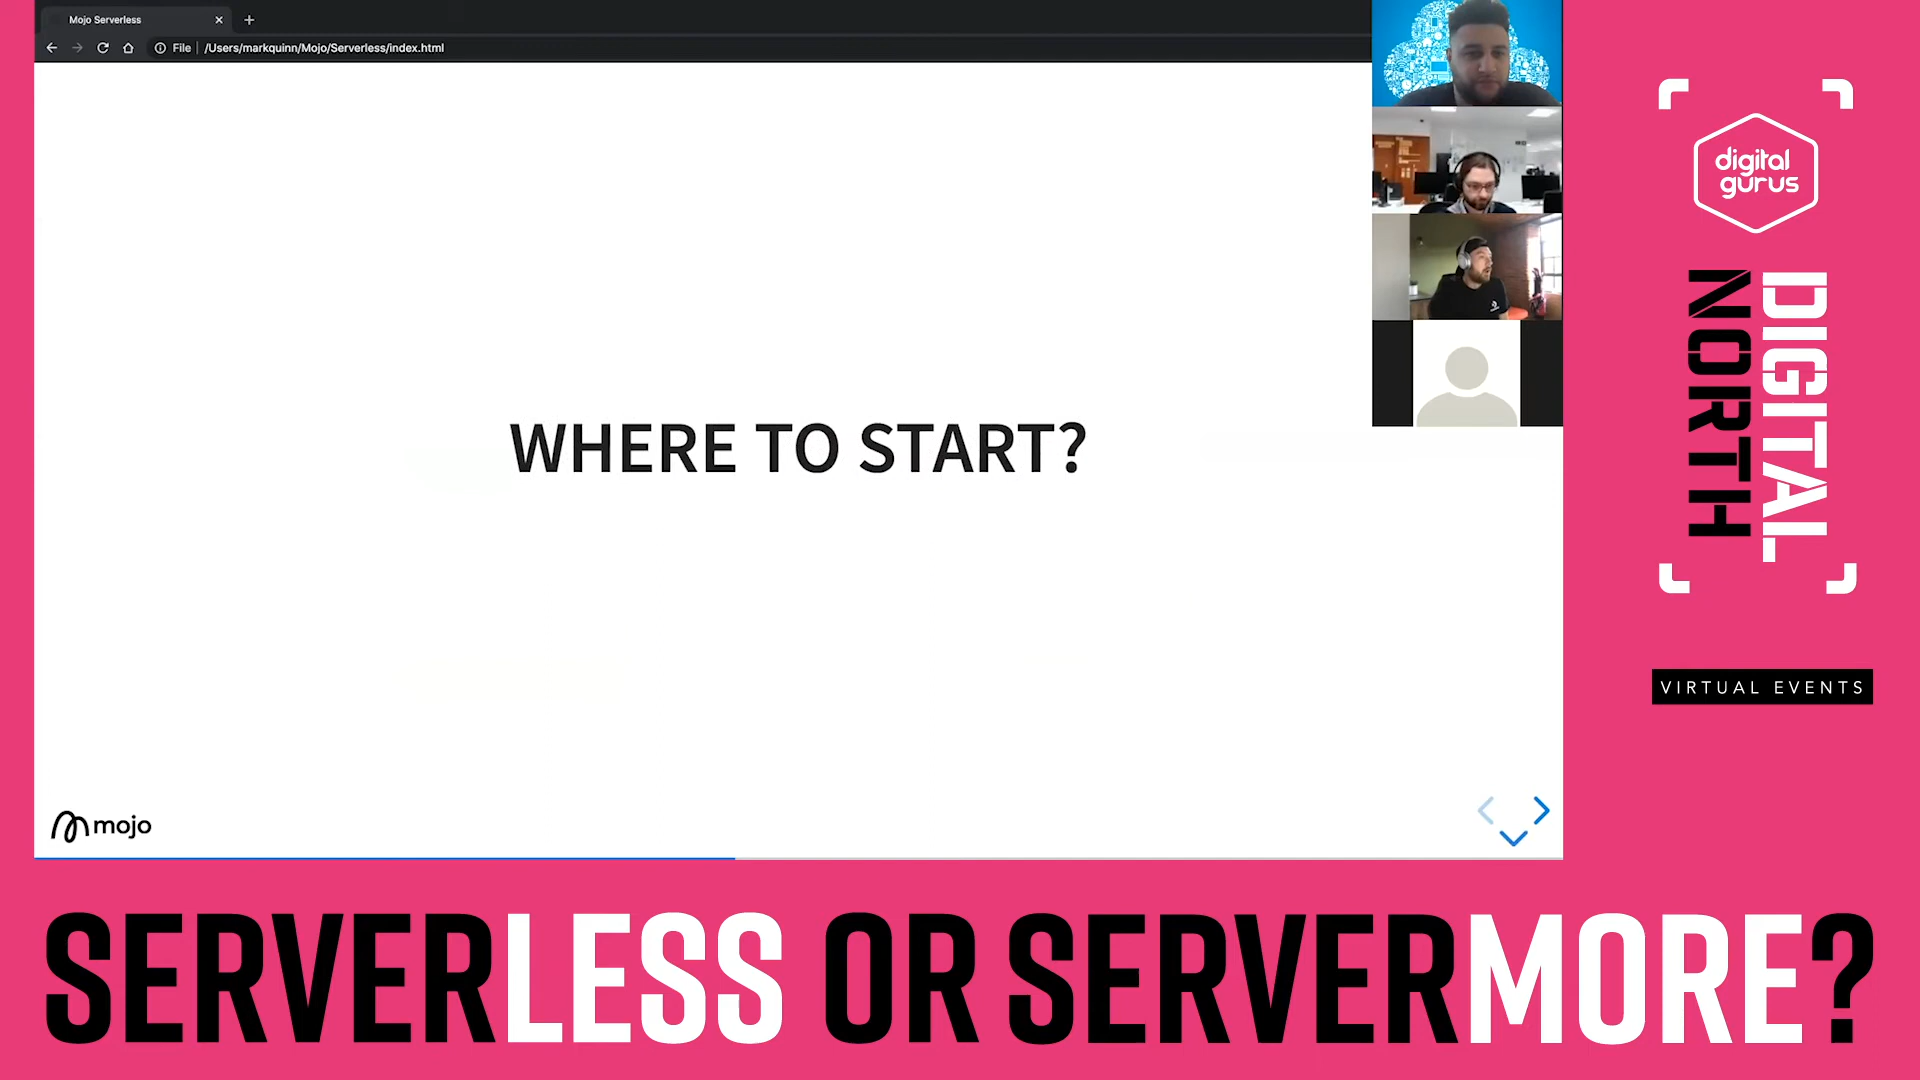 Mojo Serverless
File
/Users/markquinn/Mojo/Serverless/index.html
WHERE TO START?
mojo
digital
gurus
DIGITAL
NORTH
VIRTUAL EVENTS
SERVERLESS OR SERVERMORE?